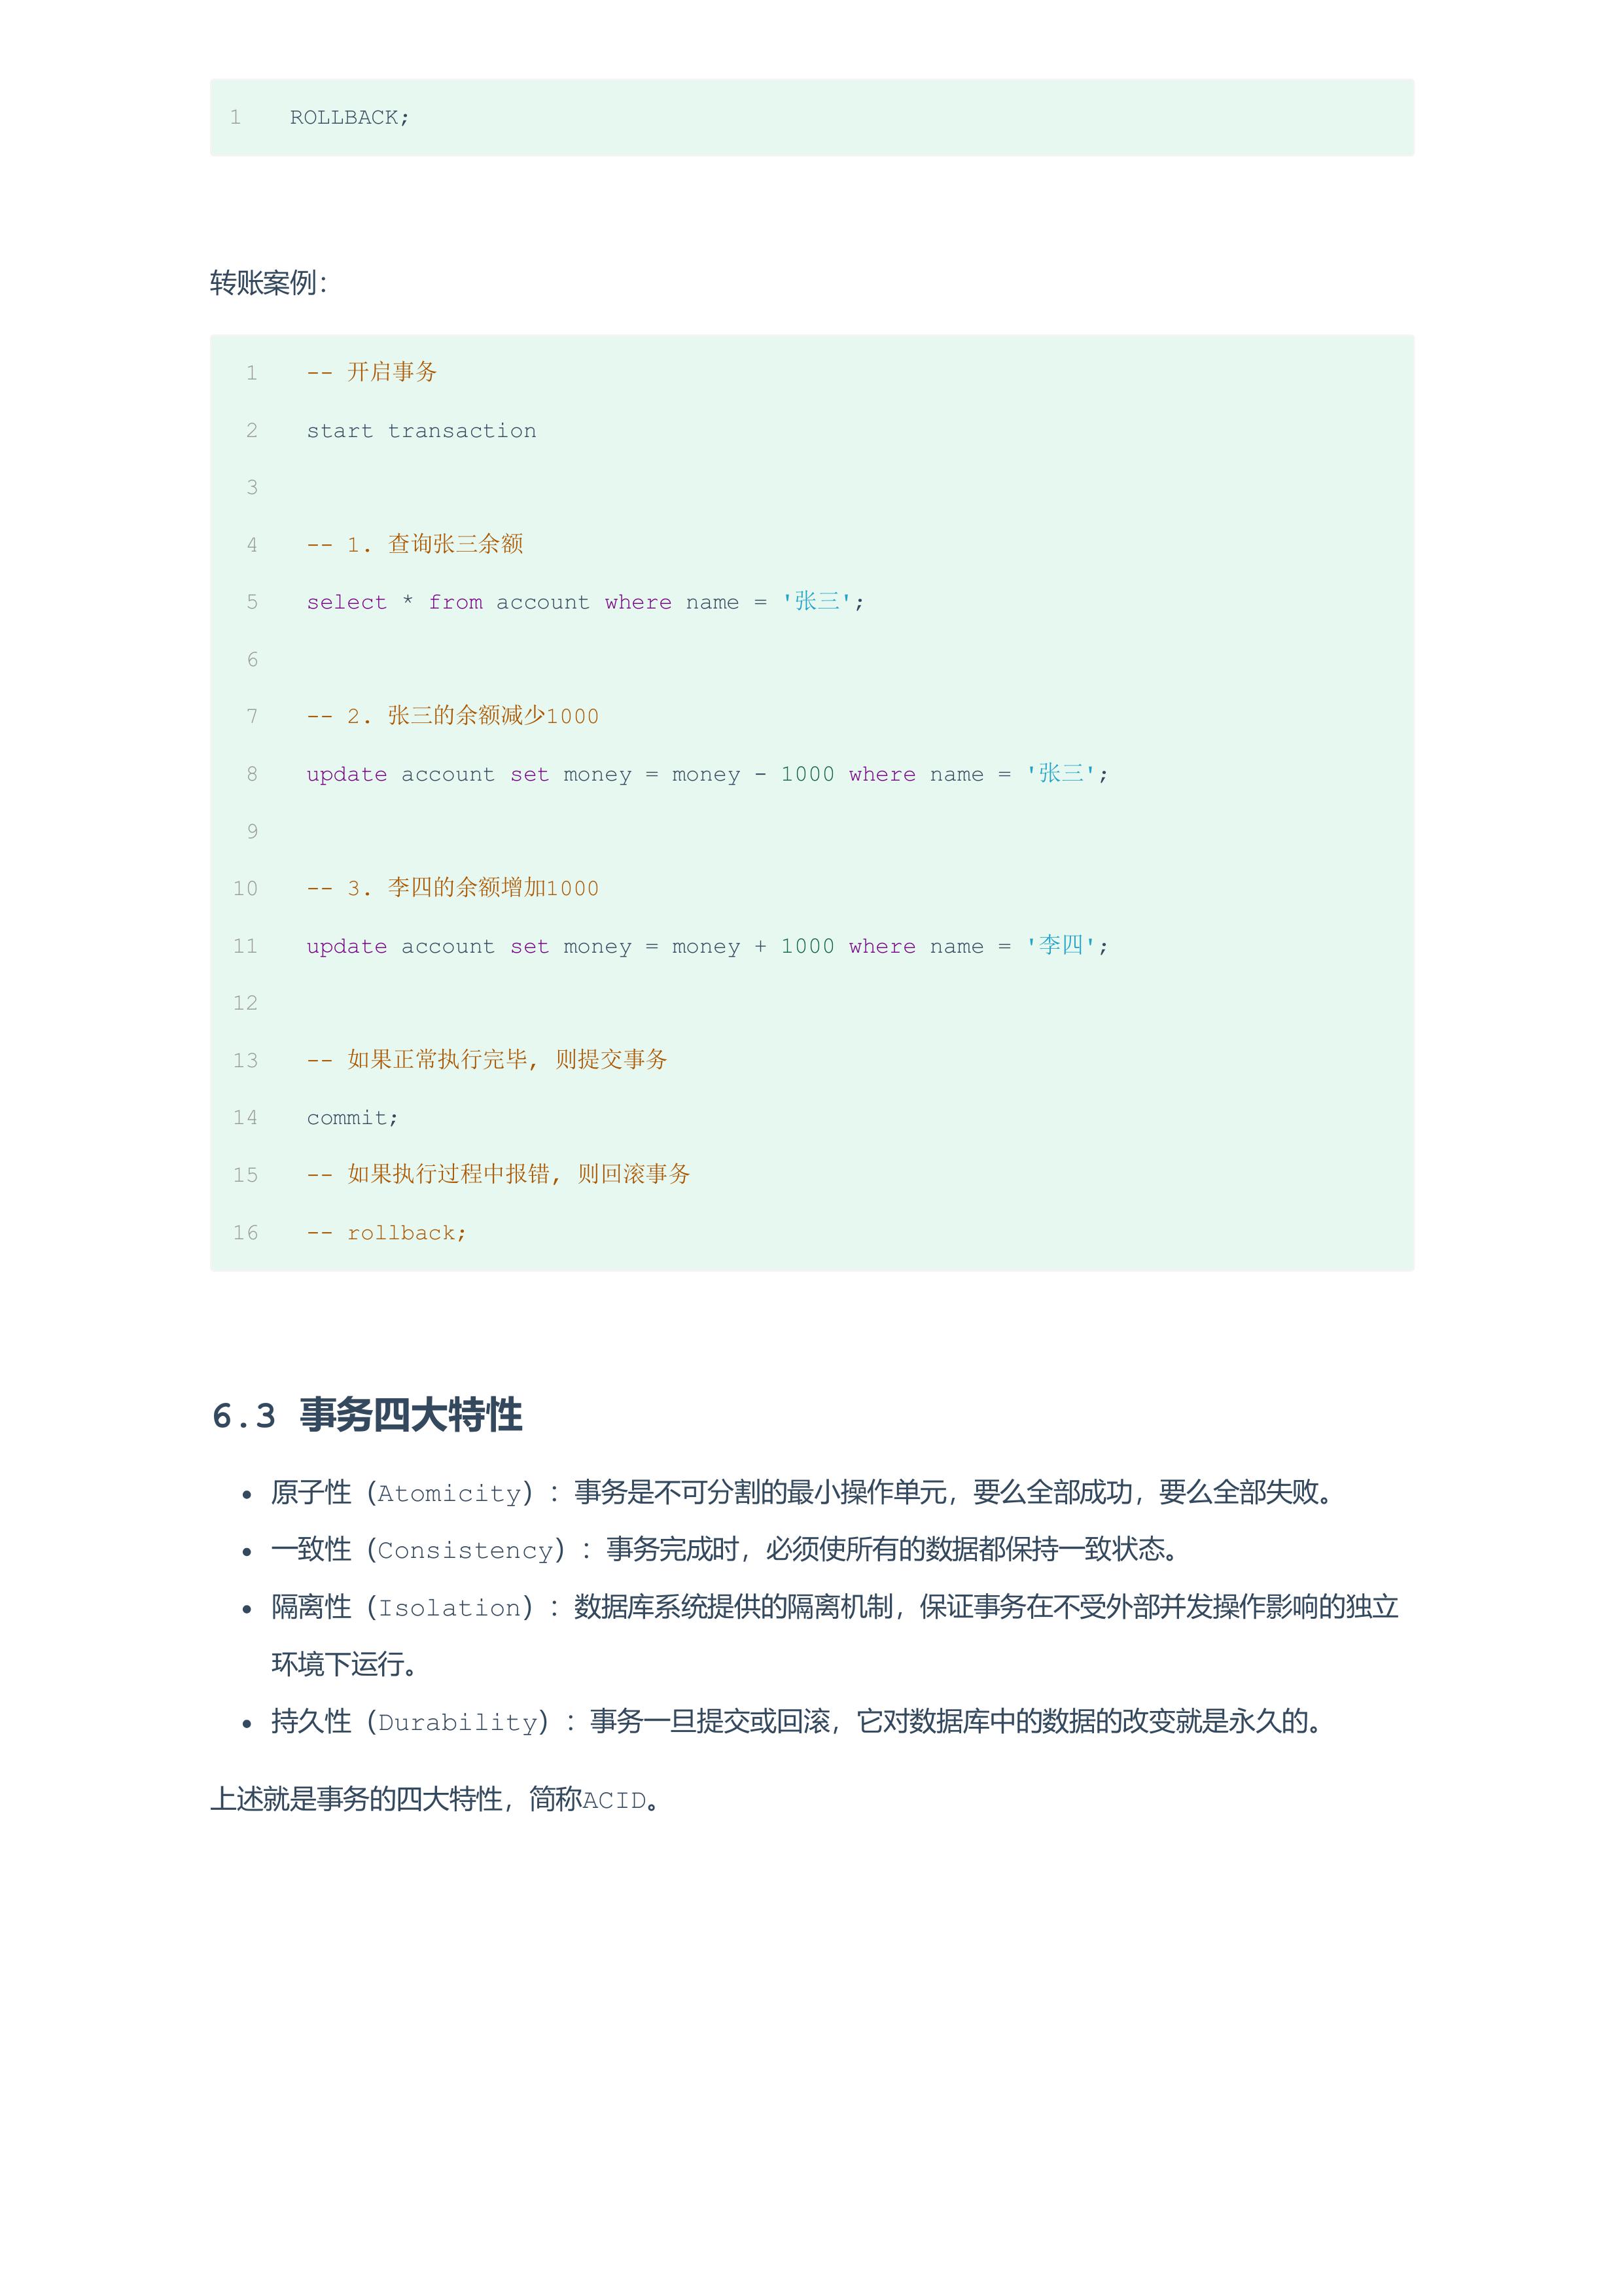 1 ROLLBACK;
转账案例：
1 -- 开启事务
2 start transaction
3
4 -- 1. 查询张三余额
5 select * from account where name = '张三';
6
7 -- 2. 张三的余额减少1000
8 update account set money = money - 1000 where name = '张三';
9
10 -- 3. 李四的余额增加1000
11 update account set money = money + 1000 where name = '李四';
12
13 -- 如果正常执行完毕, 则提交事务
14 commit;
15 -- 如果执行过程中报错, 则回滚事务
16 -- rollback;
6.3 事务四大特性
• 原子性（Atomicity）：事务是不可分割的最小操作单元，要么全部成功，要么全部失败。
• 一致性（Consistency）：事务完成时，必须使所有的数据都保持一致状态。
• 隔离性（Isolation）：数据库系统提供的隔离机制，保证事务在不受外部并发操作影响的独立
环境下运行。
• 持久性（Durability）：事务一旦提交或回滚，它对数据库中的数据的改变就是永久的。
上述就是事务的四大特性，简称ACID。